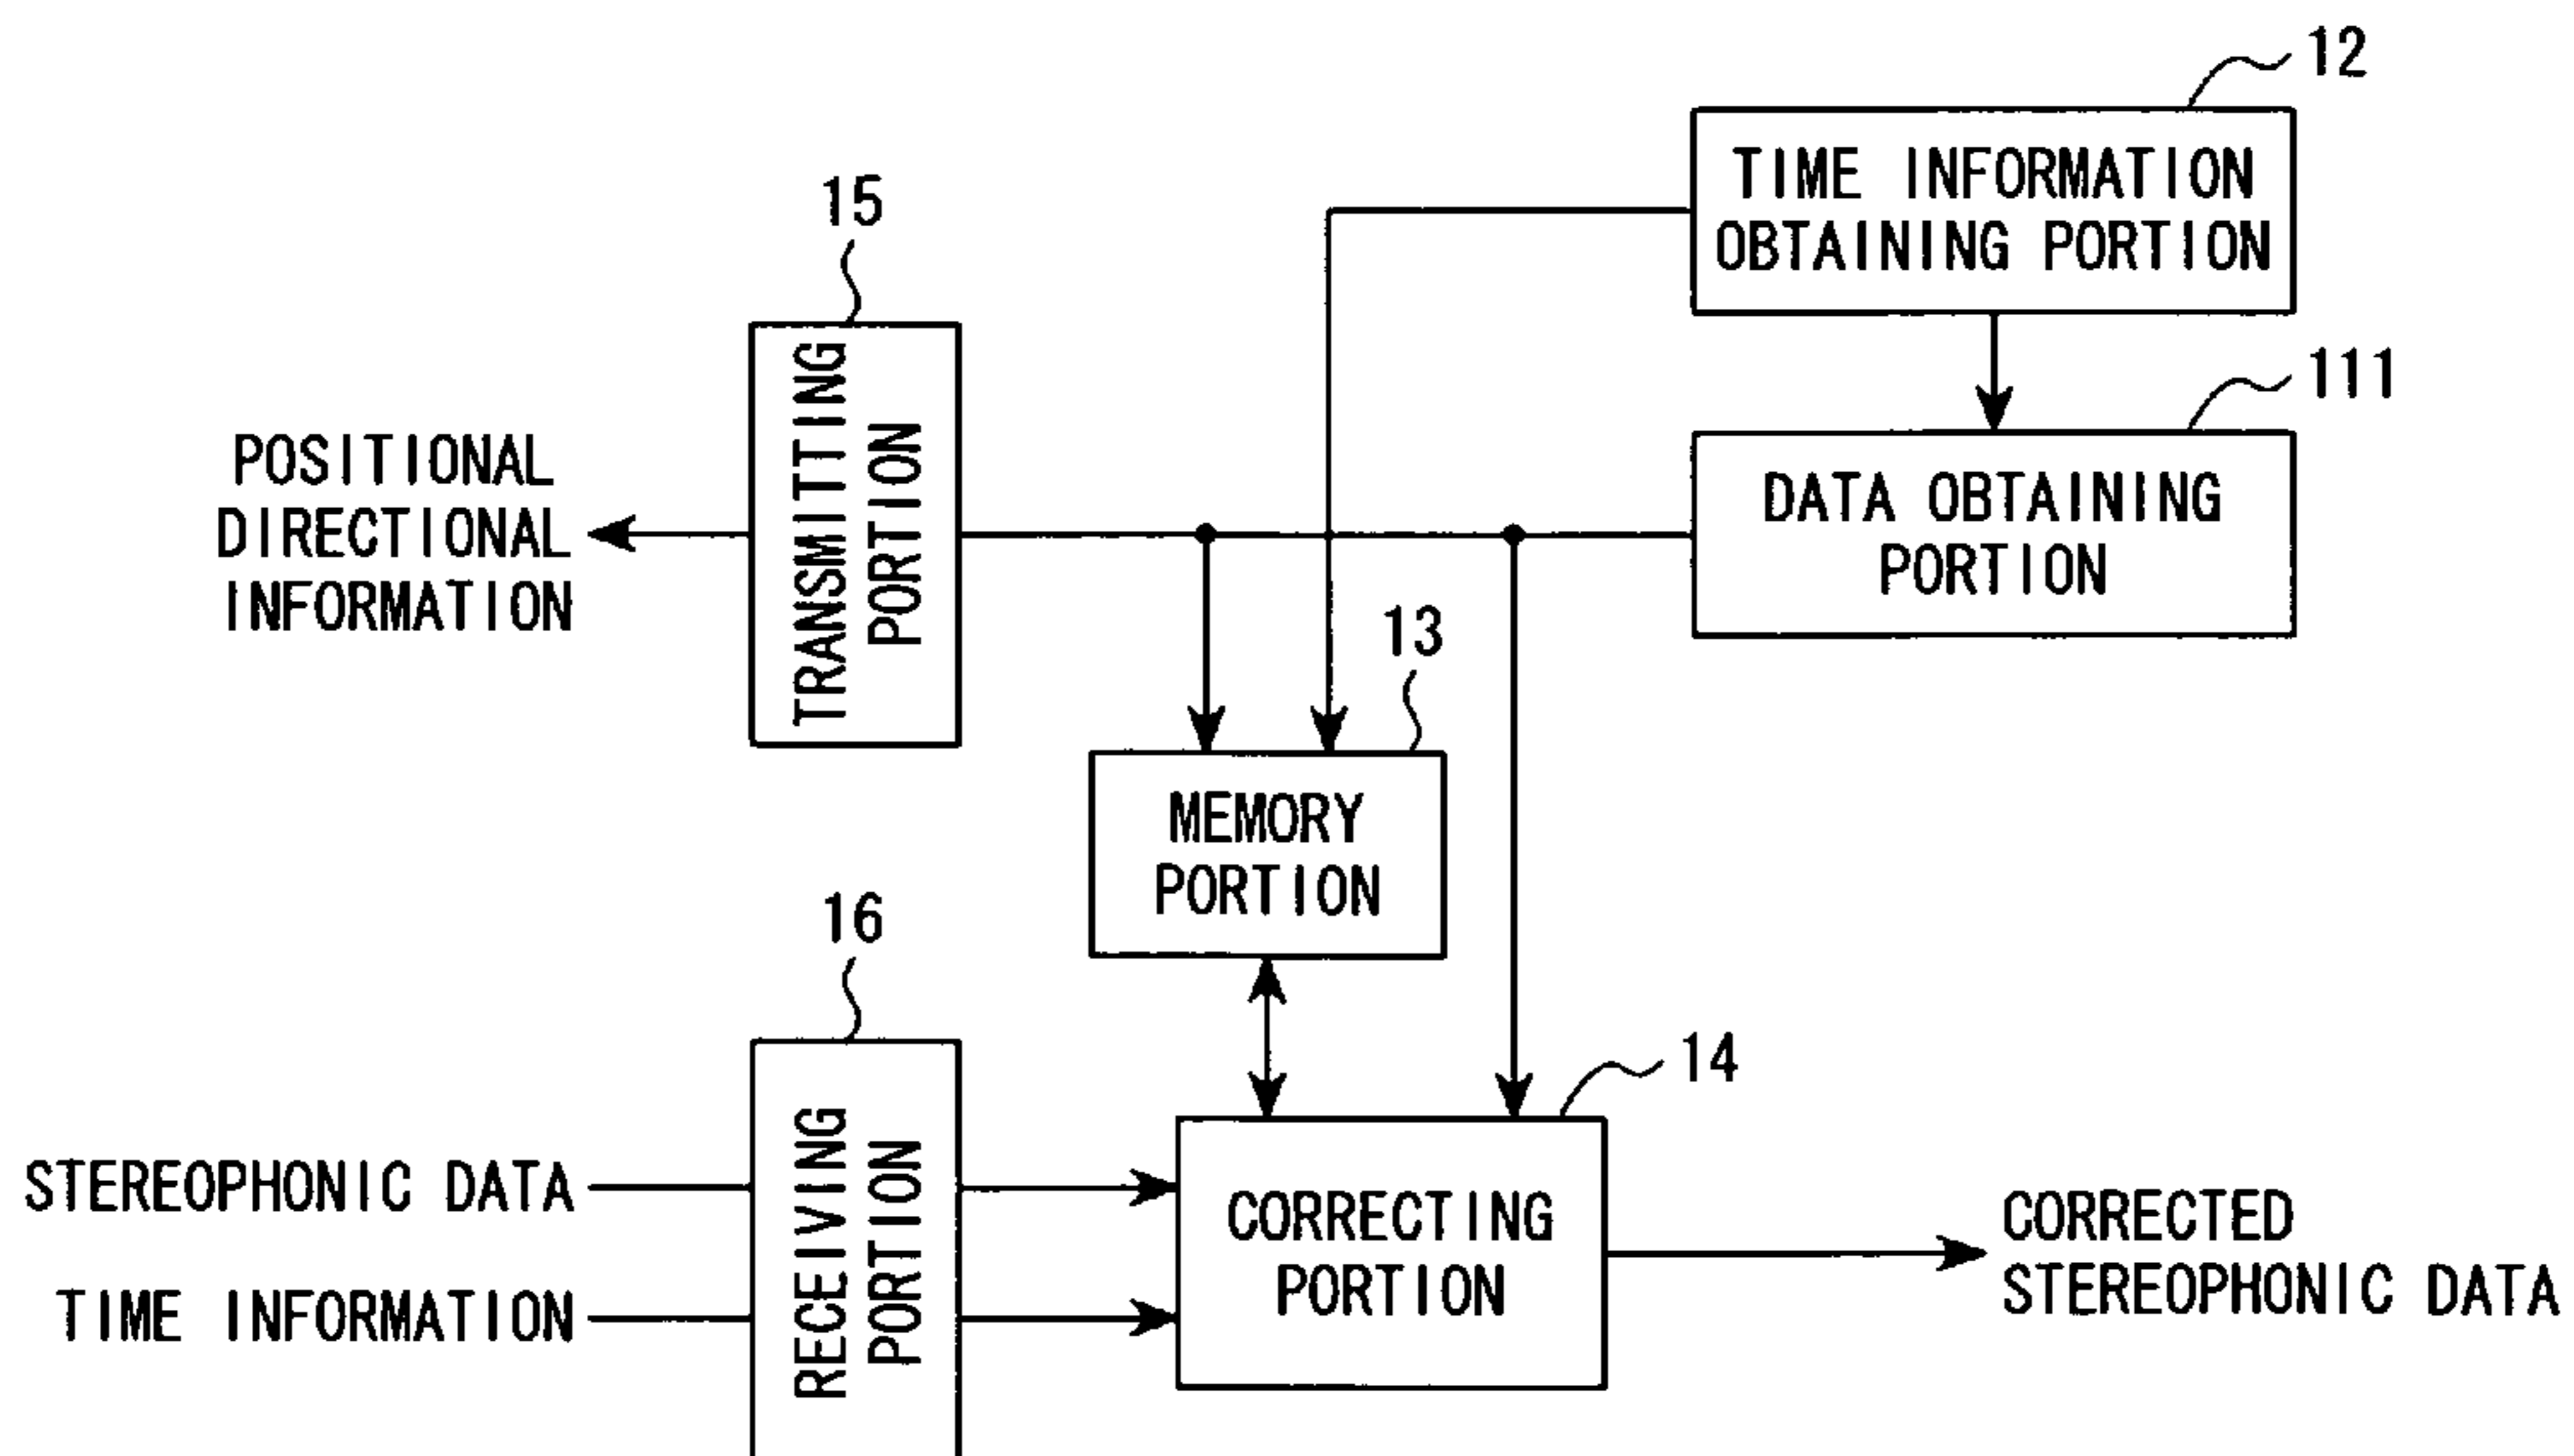 12
TIME INFORMATION
OBTAINING PORTION
15
TRANSMITTING
PORTION
111
DATA OBTAINING
PORTION
POSITIONAL
DIRECTIONAL
INFORMATION
13
MEMORY
PORTION
16
RECEIVING
PORTION
14
STEREOPHONIC DATA
TIME INFORMATION
CORRECTING
PORTION
CORRECTED
STEREOPHONIC DATA